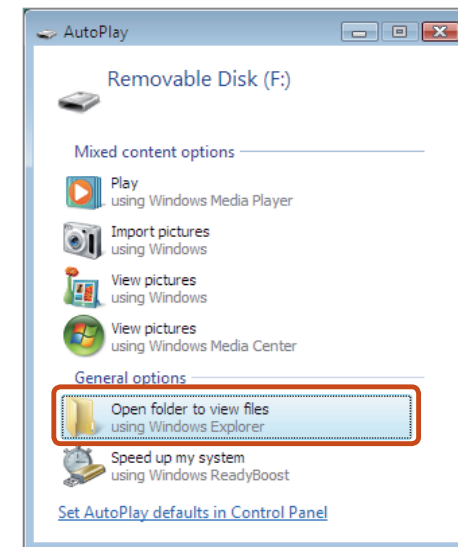 AutoPlay
Removable Disk (F:)
Mixed content options
Play
using Windows Media Player
Import pictures
using Windows
View pictures
using Windows
View pictures
using Windows Media Center
General options
Open folder to view files
using Windows Explorer
Speed up my system
using Windows ReadyBoost
Set AutoPlay defaults in Control Panel